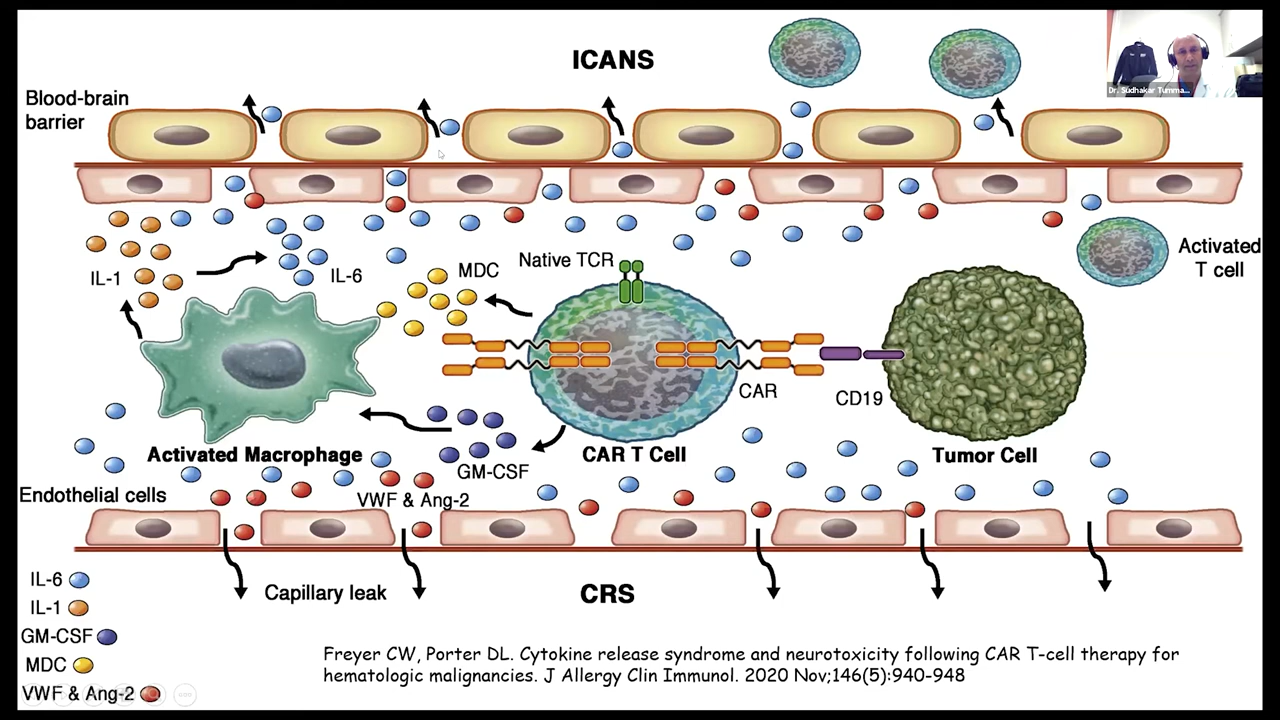 ICANS
Dr. Sudhakar Tumma...
Blood-brain
barrier
IL-1
IL-6
MDC
Native TCR
Activated
T cell
CAR
CD19
Activated Macrophage
GM-CSF
CAR T Cell
Tumor Cell
Endothelial cells
VWF & Ang-2
Capillary leak
CRS
IL-6
IL-1
GM-CSF
MDC
VWF & Ang-2
Freyer CW, Porter DL. Cytokine release syndrome and neurotoxicity following CAR T-cell therapy for
hematologic malignancies. J Allergy Clin Immunol. 2020 Nov;146(5):940-948